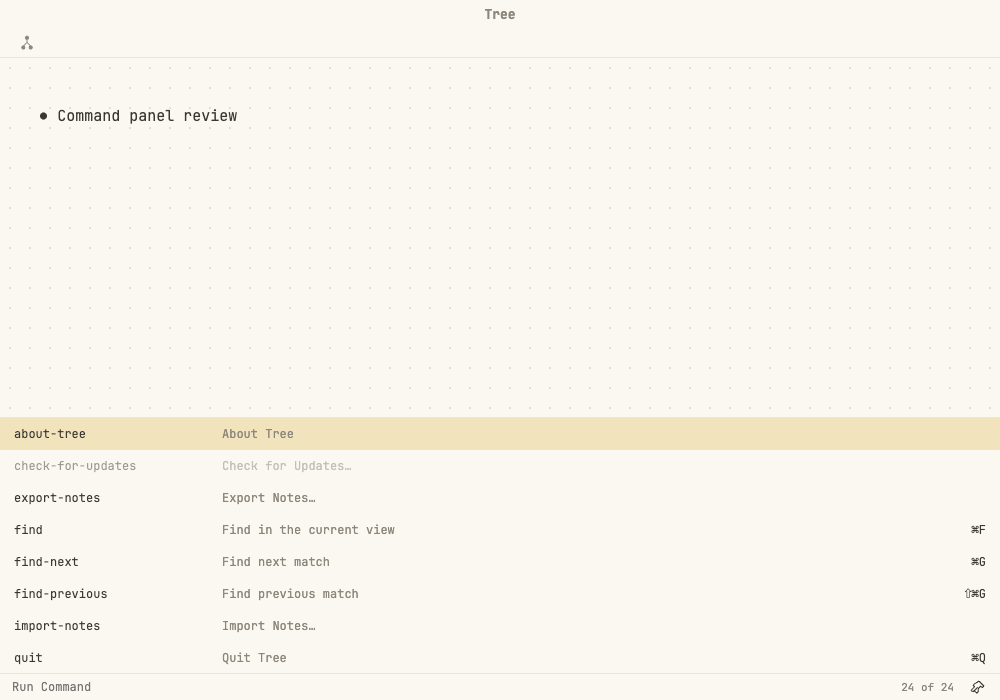 Tree
• Command panel review
about-tree About Tree
check-for-updates Check for Updates…
export-notes Export Notes…
find Find in the current view ⌘F
find-next Find next match ⌘G
find-previous Find previous match ⇧⌘G
import-notes Import Notes…
quit Quit Tree ⌘Q
Run Command 24 of 24